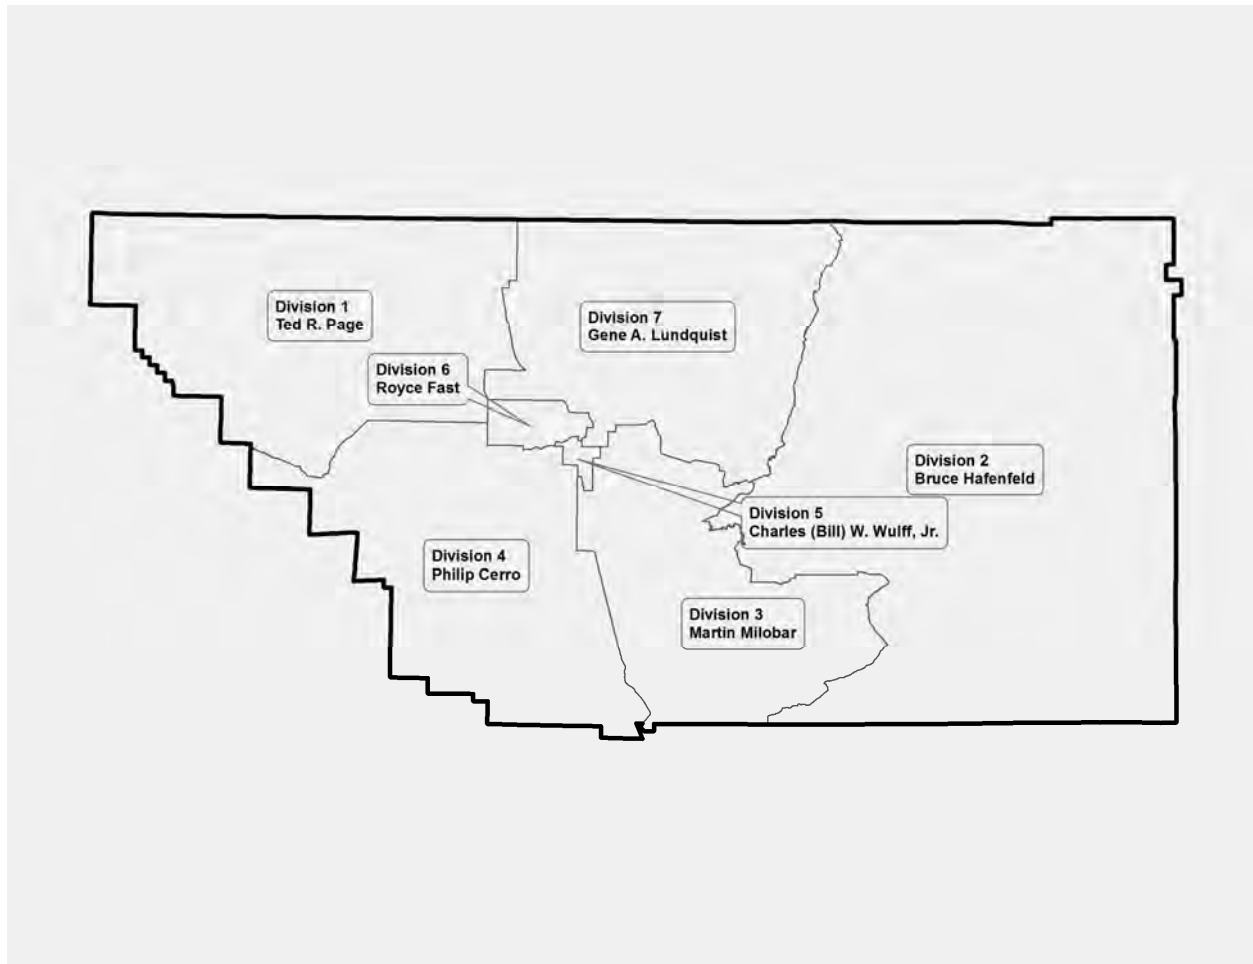 Division 1
Ted R. Page
Division 7
Gene A. Lundquist
Division 6
Royce Fast
Division 2
Bruce Hafenfeld
Division 5
Charles (Bill) W. Wulff, Jr.
Division 4
Philip Cerro
Division 3
Martin Milobar